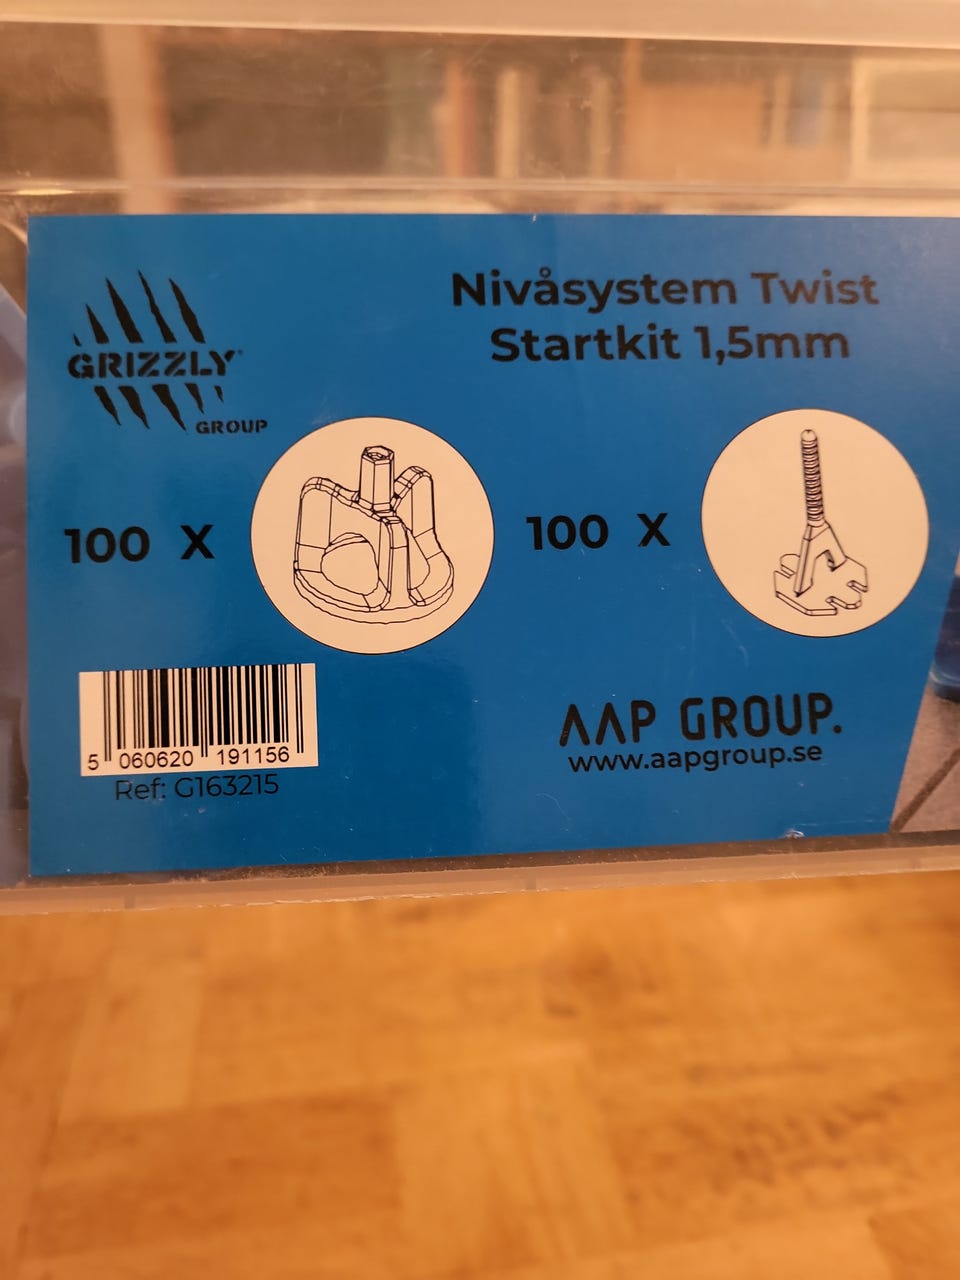 GRIZZLY
GROUP
Nivåsystem Twist
Startkit 1,5mm
100 X
100 X
5 060620 191156
Ref: G163215
AAP GROUP.
www.aapgroup.se